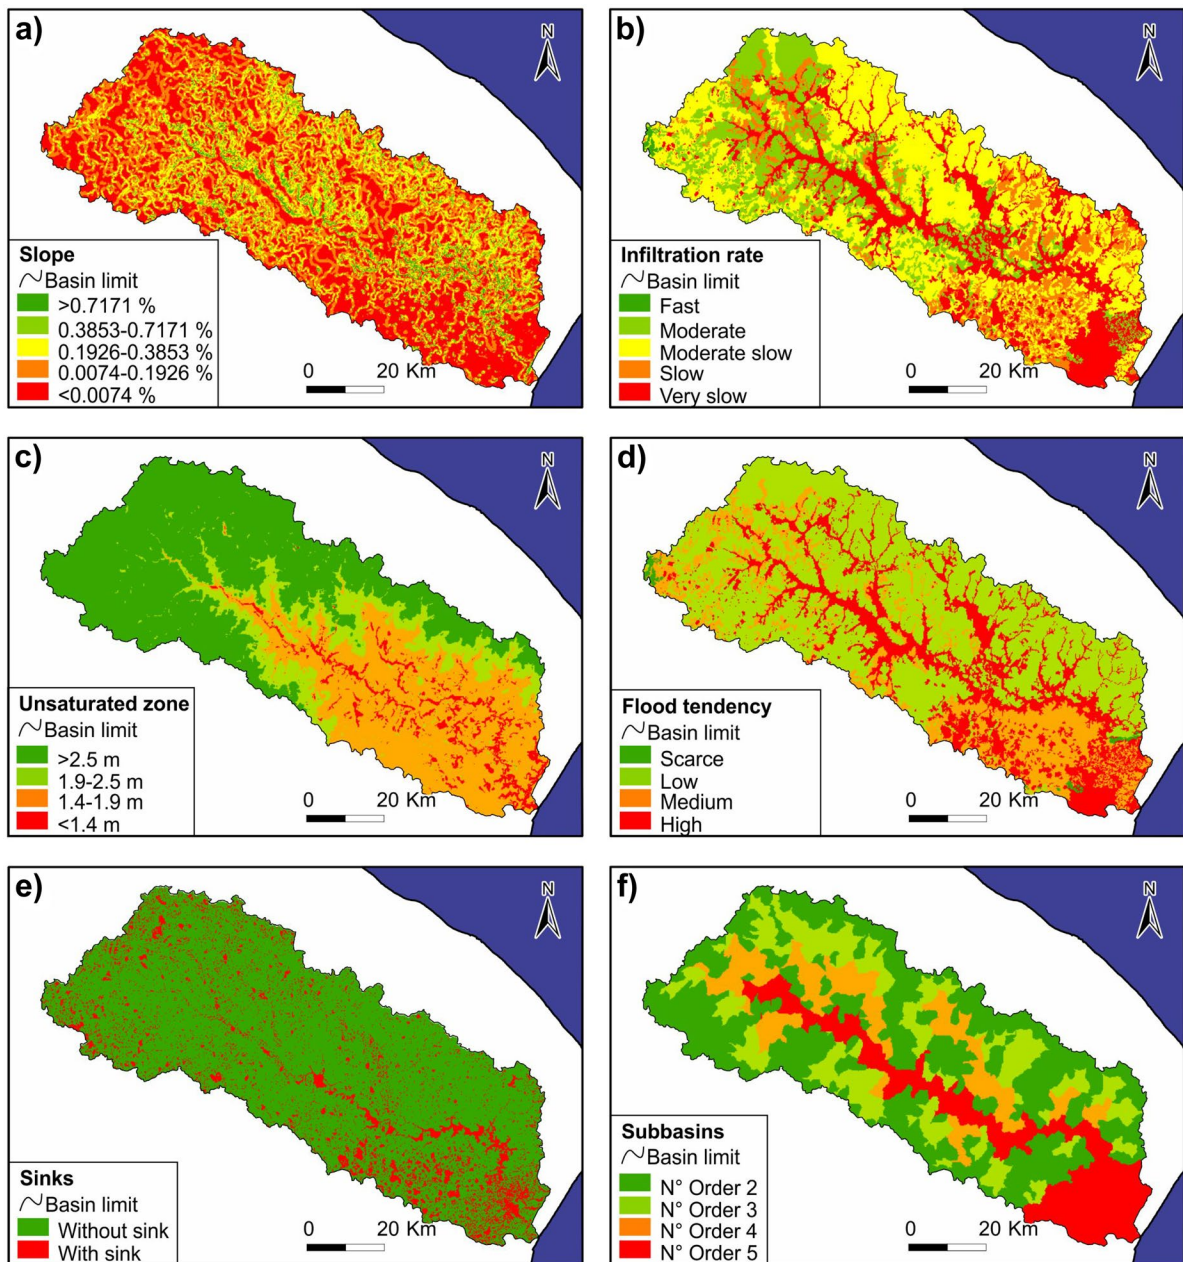 a)
N
Slope
Basin limit
>0.7171 %
0.3853-0.7171 %
0.1926-0.3853 %
0.0074-0.1926 %
<0.0074 %
0 20 Km
b)
N
Infiltration rate
Basin limit
Fast
Moderate
Moderate slow
Slow
Very slow
0 20 Km
c)
N
Unsaturated zone
Basin limit
>2.5 m
1.9-2.5 m
1.4-1.9 m
<1.4 m
0 20 Km
d)
N
Flood tendency
Basin limit
Scarce
Low
Medium
High
0 20 Km
e)
N
Sinks
Basin limit
Without sink
With sink
0 20 Km
f)
N
Subbasins
Basin limit
N° Order 2
N° Order 3
N° Order 4
N° Order 5
0 20 Km